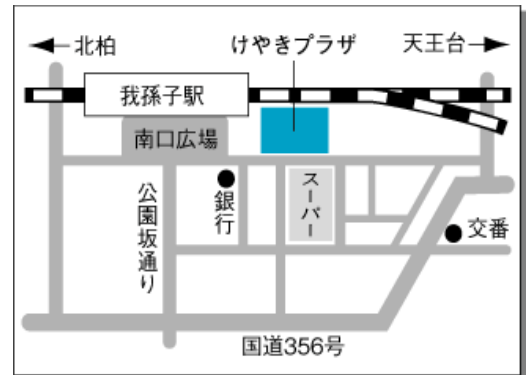 北柏
けやきプラザ
天王台
我孫子駅
南口広場
公園坂通り
銀行
スーパー
交番
国道356号